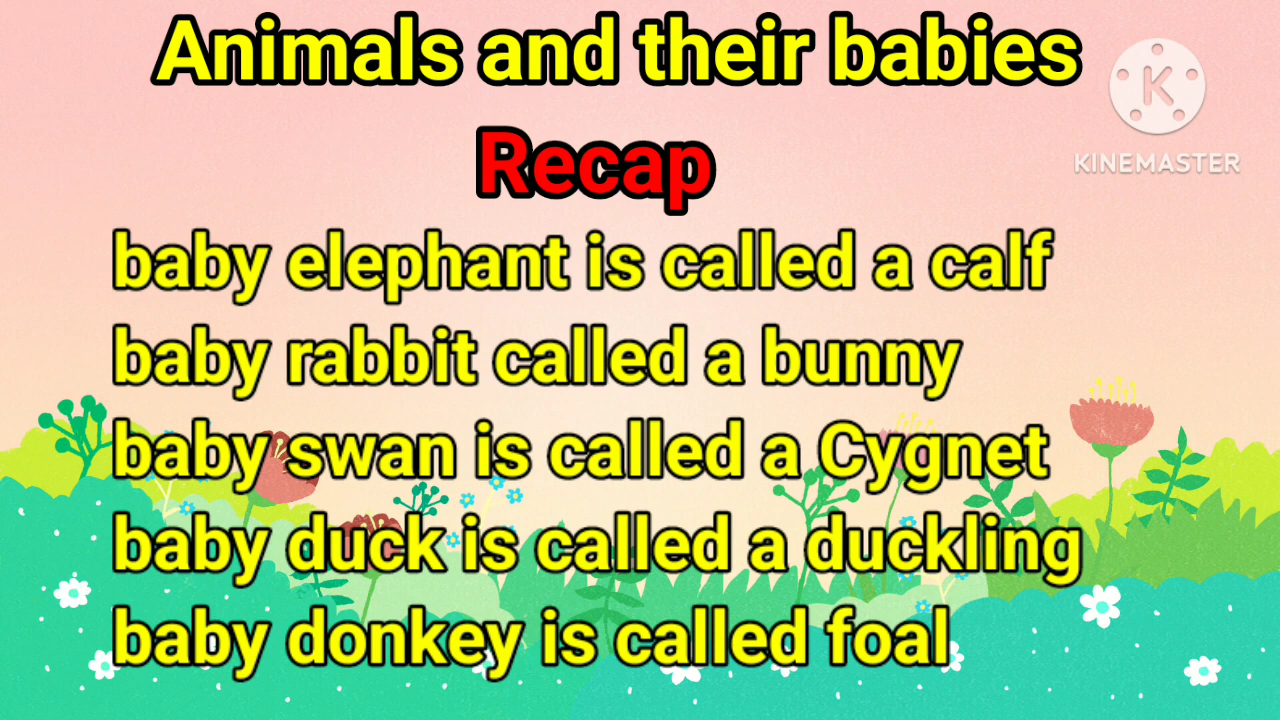 Animals and their babies
K
KINEMASTER
Recap
baby elephant is called a calf
baby rabbit called a bunny
baby swan is called a Cygnet
baby duck is called a duckling
baby donkey is called foal